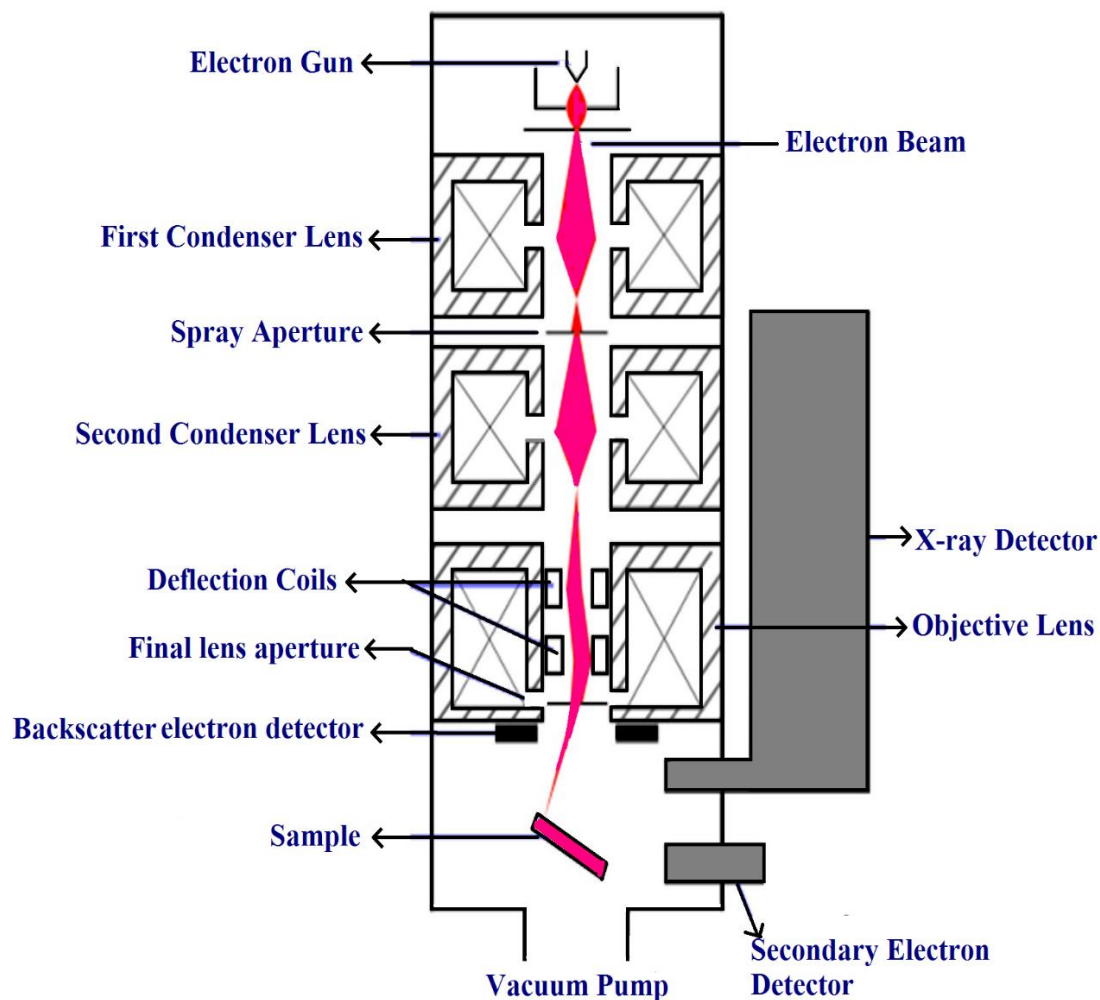 Electron Gun
Electron Beam
First Condenser Lens
Spray Aperture
Second Condenser Lens
X-ray Detector
Deflection Coils
Objective Lens
Final lens aperture
Backscatter electron detector
Sample
Secondary Electron
Detector
Vacuum Pump